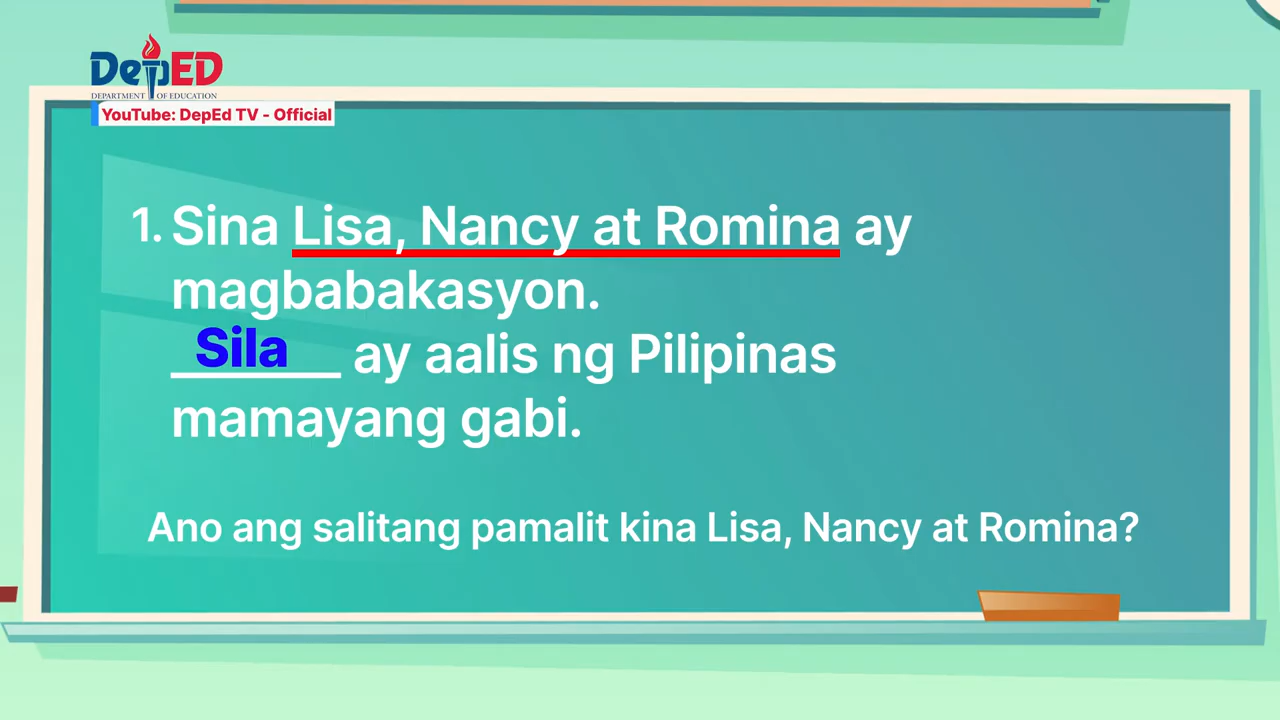 DepED
DEPARTMENT OF EDUCATION
YouTube: DepEd TV - Official
1. Sina Lisa, Nancy at Romina ay
magbabakasyon.
Sila ay aalis ng Pilipinas
mamayang gabi.
Ano ang salitang pamalit kina Lisa, Nancy at Romina?